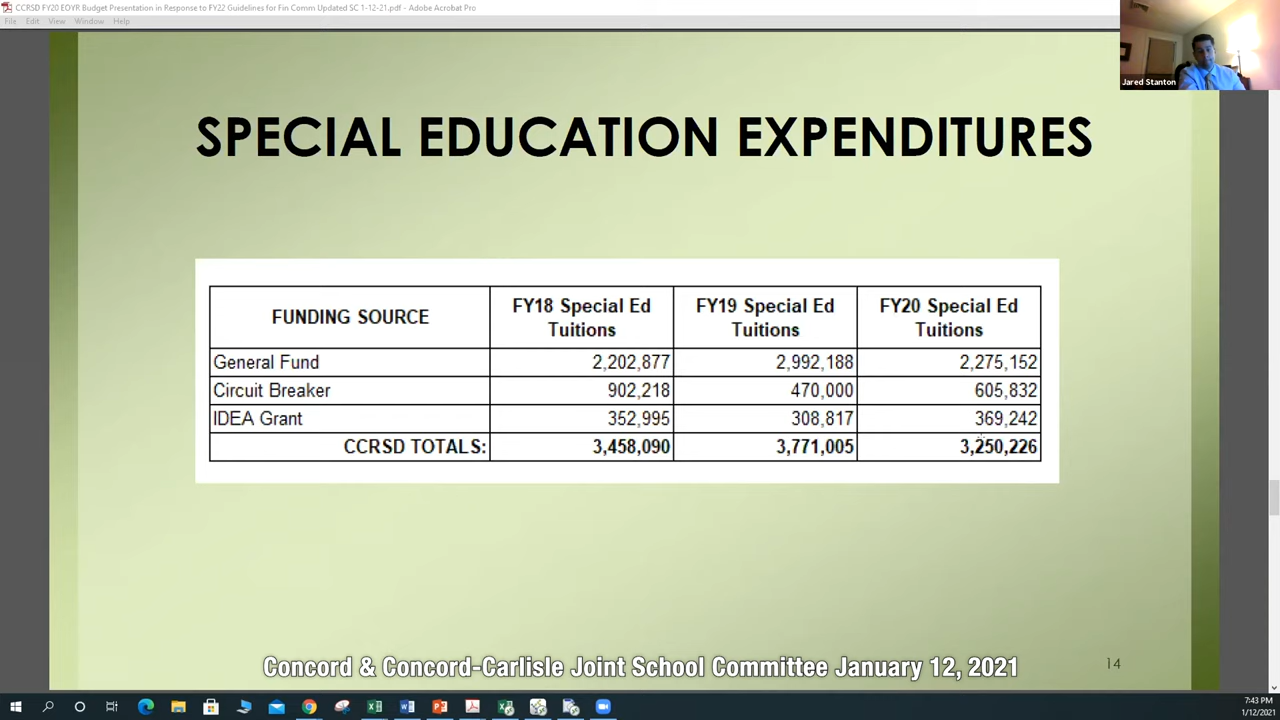 CCRSD FY20 EOYR Budget Presentation in Response to FY22 Guidelines for Fin Comm Updated SC 1-12-21.pdf - Adobe Acrobat Pro
File Edit View Window Help
Jared Stanton
SPECIAL EDUCATION EXPENDITURES
FUNDING SOURCE FY18 Special Ed Tuitions FY19 Special Ed Tuitions FY20 Special Ed Tuitions
General Fund 2,202,877 2,992,188 2,275,152
Circuit Breaker 902,218 470,000 605,832
IDEA Grant 352,995 308,817 369,242
CCRSD TOTALS: 3,458,090 3,771,005 3,250,226
Concord & Concord-Carlisle Joint School Committee January 12, 2021
14
7:43 PM
1/12/2021